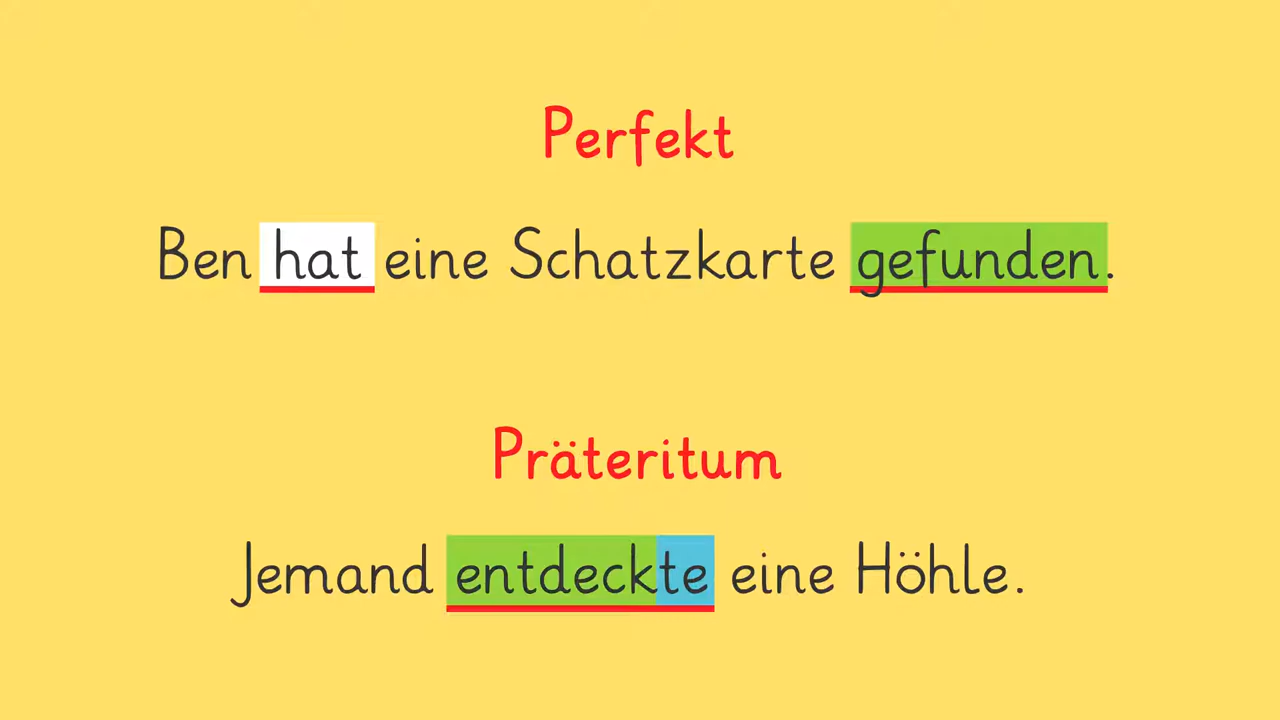 Perfekt
Ben hat eine Schatzkarte gefunden.
Präteritum
Jemand entdeckte eine Höhle.